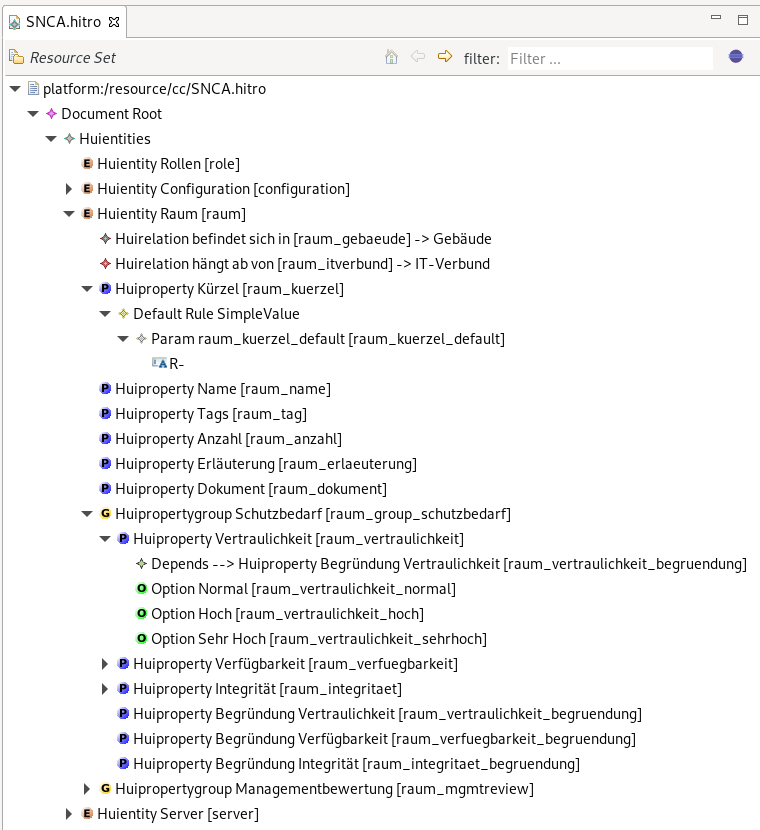 SNCA.hitro
Resource Set filter: Filter ...
platform:/resource/cc/SNCA.hitro
Document Root
Huientities
E Huientity Rollen [role]
E Huientity Configuration [configuration]
E Huientity Raum [raum]
Huirelation befindet sich in [raum_gebaeude] -> Gebäude
Huirelation hängt ab von [raum_itverbund] -> IT-Verbund
P Huiproperty Kürzel [raum_kuerzel]
Default Rule SimpleValue
Param raum_kuerzel_default [raum_kuerzel_default]
A R-
P Huiproperty Name [raum_name]
P Huiproperty Tags [raum_tag]
P Huiproperty Anzahl [raum_anzahl]
P Huiproperty Erläuterung [raum_erlaeuterung]
P Huiproperty Dokument [raum_dokument]
G Huipropertygroup Schutzbedarf [raum_group_schutzbedarf]
P Huiproperty Vertraulichkeit [raum_vertraulichkeit]
Depends --> Huiproperty Begründung Vertraulichkeit [raum_vertraulichkeit_begruendung]
O Option Normal [raum_vertraulichkeit_normal]
O Option Hoch [raum_vertraulichkeit_hoch]
O Option Sehr Hoch [raum_vertraulichkeit_sehrhoch]
P Huiproperty Verfügbarkeit [raum_verfuegbarkeit]
P Huiproperty Integrität [raum_integritaet]
P Huiproperty Begründung Vertraulichkeit [raum_vertraulichkeit_begruendung]
P Huiproperty Begründung Verfügbarkeit [raum_verfuegbarkeit_begruendung]
P Huiproperty Begründung Integrität [raum_integritaet_begruendung]
G Huipropertygroup Managementbewertung [raum_mgmtreview]
E Huientity Server [server]